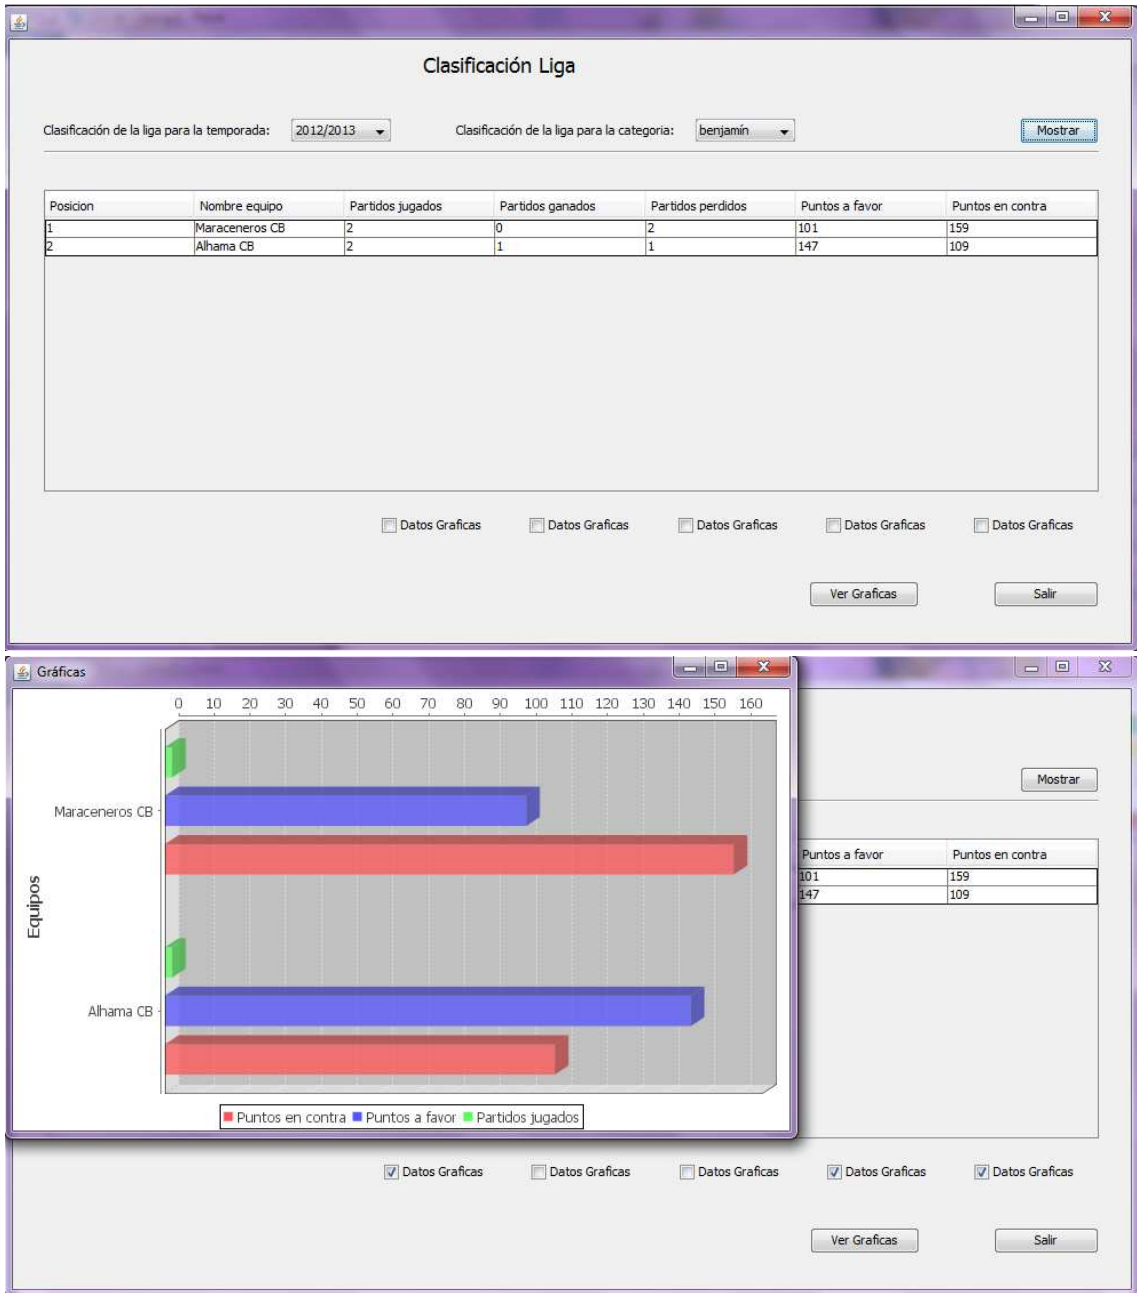 Clasificación Liga
Clasificación de la liga para la temporada: 2012/2013 Clasificación de la liga para la categoria: benjamín Mostrar
Posicion Nombre equipo Partidos jugados Partidos ganados Partidos perdidos Puntos a favor Puntos en contra
1 Maraceneros CB 2 0 2 101 159
2 Alhama CB 2 1 1 147 109
Datos Graficas Datos Graficas Datos Graficas Datos Graficas Datos Graficas
Ver Graficas Salir
Gráficas
0 10 20 30 40 50 60 70 80 90 100 110 120 130 140 150 160
Mostrar
Maraceneros CB
Equipos
Alhama CB
Puntos en contra Puntos a favor Partidos jugados
Puntos a favor Puntos en contra
101 159
147 109
Datos Graficas Datos Graficas Datos Graficas Datos Graficas Datos Graficas
Ver Graficas Salir